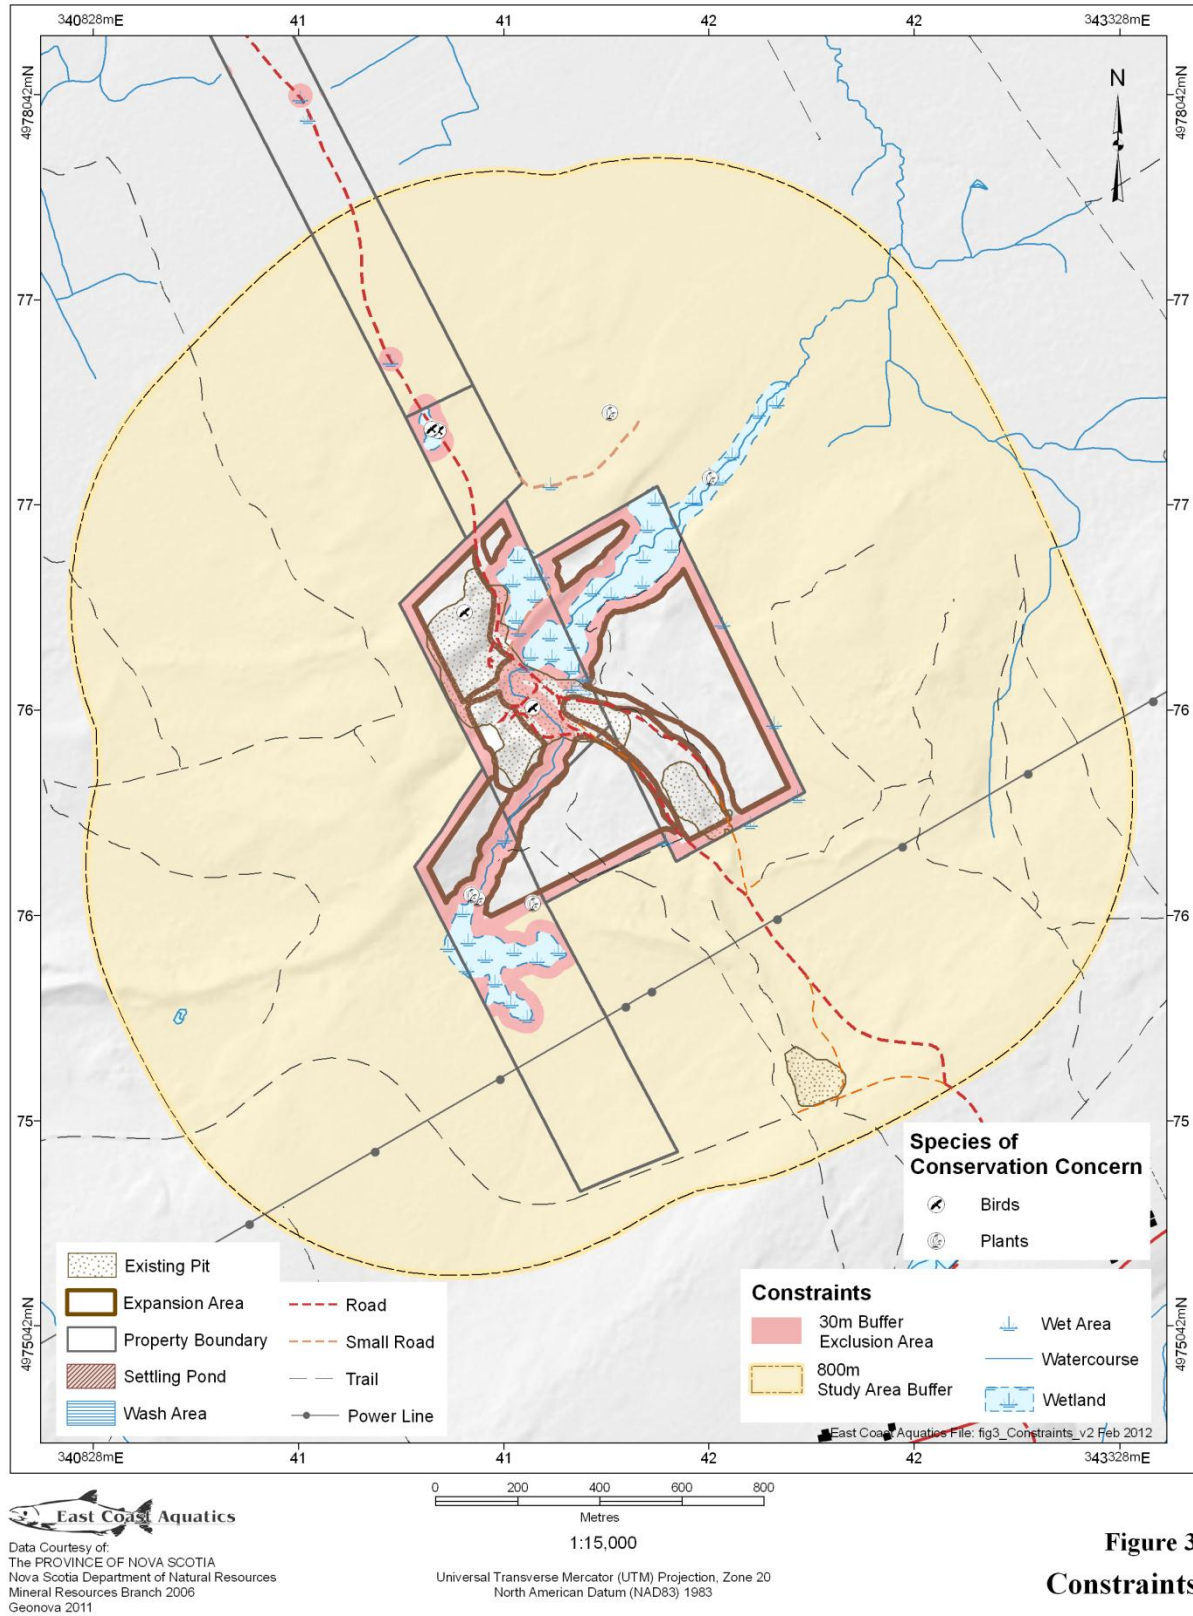 340828mE 41 41 42 42 343328mE
4978042mN
4978042mN
N
77
77
77
77
76
76
76
76
75
75
4975042mN
4975042mN
Species of
Conservation Concern
Birds
Plants
Existing Pit
Expansion Area
Property Boundary
Settling Pond
Wash Area
Road
Small Road
Trail
Power Line
Constraints
30m Buffer
Exclusion Area
800m
Study Area Buffer
Wet Area
Watercourse
Wetland
East Coast Aquatics File: fig3_Constraints_v2 Feb 2012
340828mE 41 41 42 42 343328mE
East Coast Aquatics
Data Courtesy of:
The PROVINCE OF NOVA SCOTIA
Nova Scotia Department of Natural Resources
Mineral Resources Branch 2006
Geonova 2011
0 200 400 600 800
Metres
1:15,000
Universal Transverse Mercator (UTM) Projection, Zone 20
North American Datum (NAD83) 1983
Figure 3
Constraints